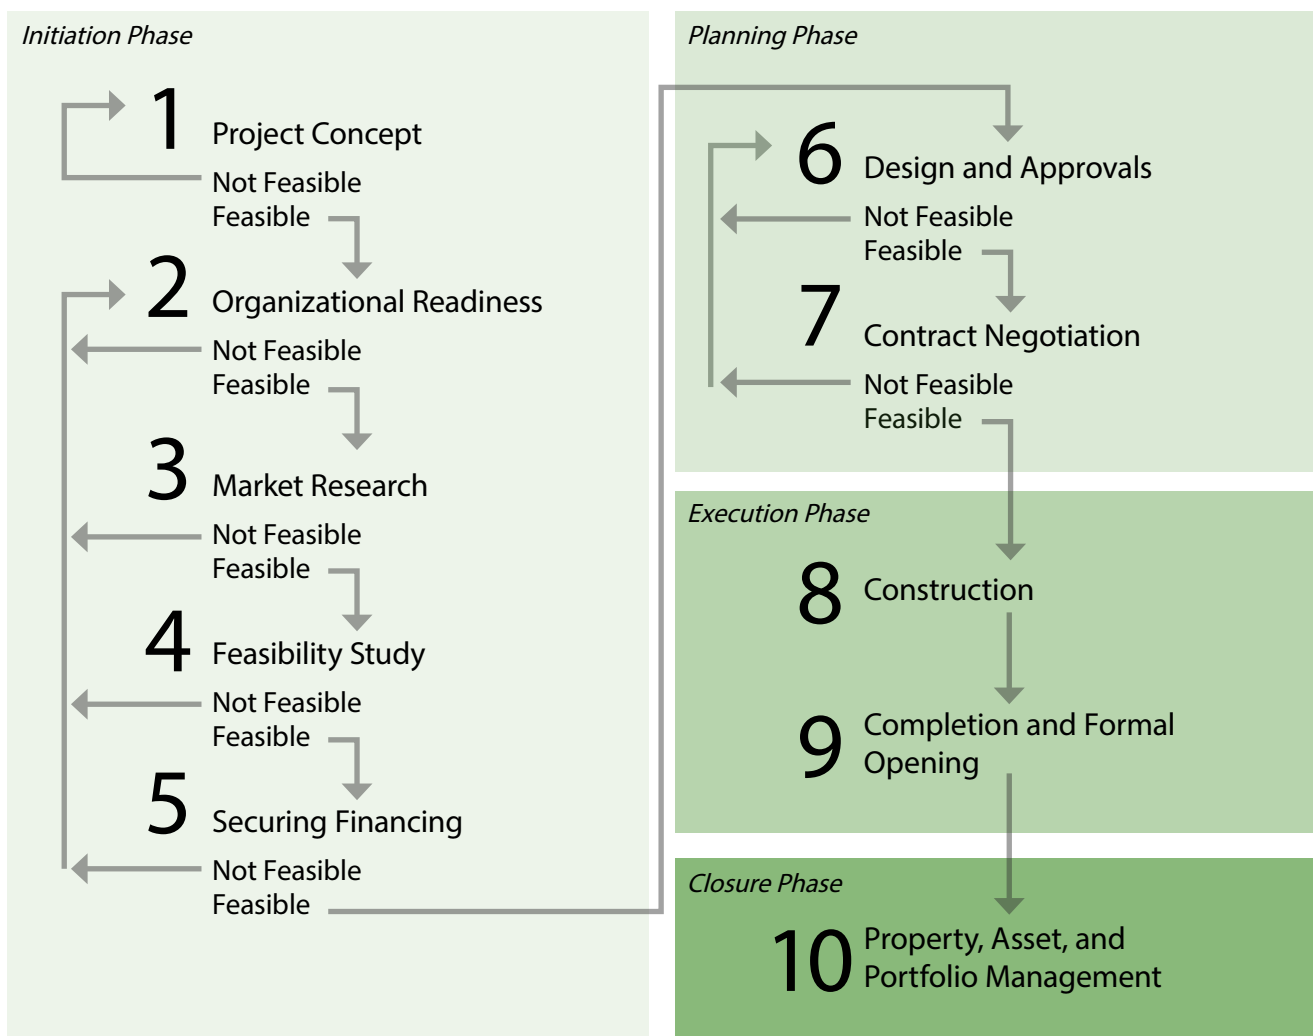 Initiation Phase
1 Project Concept
Not Feasible
Feasible
2 Organizational Readiness
Not Feasible
Feasible
3 Market Research
Not Feasible
Feasible
4 Feasibility Study
Not Feasible
Feasible
5 Securing Financing
Not Feasible
Feasible
Planning Phase
6 Design and Approvals
Not Feasible
Feasible
7 Contract Negotiation
Not Feasible
Feasible
Execution Phase
8 Construction
9 Completion and Formal
Opening
Closure Phase
10 Property, Asset, and
Portfolio Management